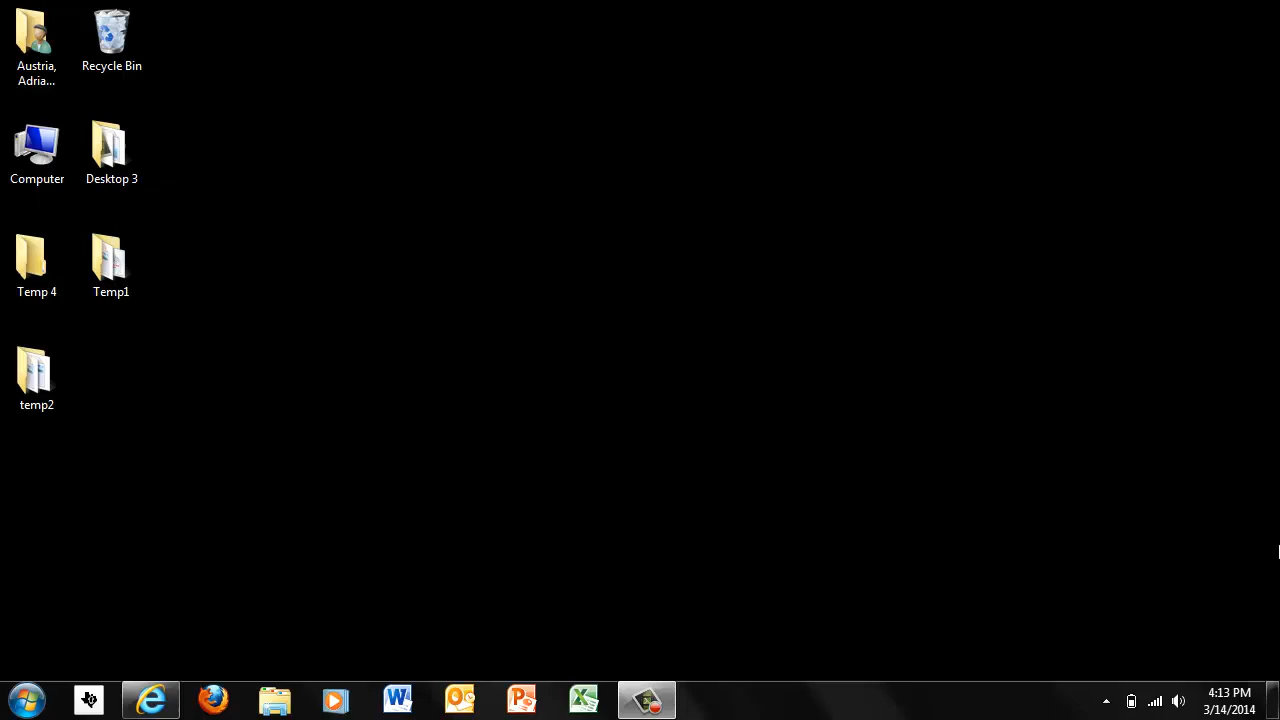 Austria,
Adria...
Recycle Bin
Computer
Desktop 3
Temp 4
Temp1
temp2
4:13 PM
3/14/2014